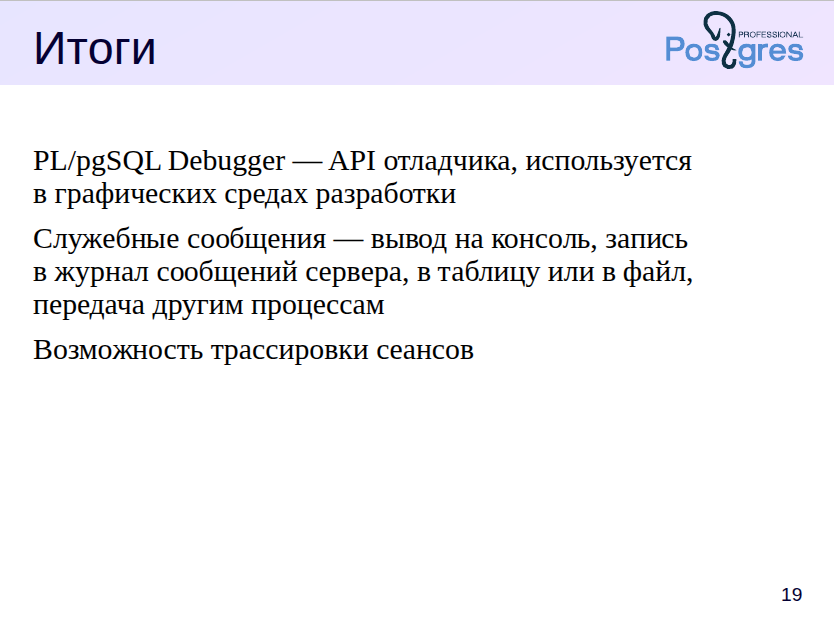 Итоги
PROFESSIONAL
Postgres
PL/pgSQL Debugger — API отладчика, используется
в графических средах разработки
Служебные сообщения — вывод на консоль, запись
в журнал сообщений сервера, в таблицу или в файл,
передача другим процессам
Возможность трассировки сеансов
19